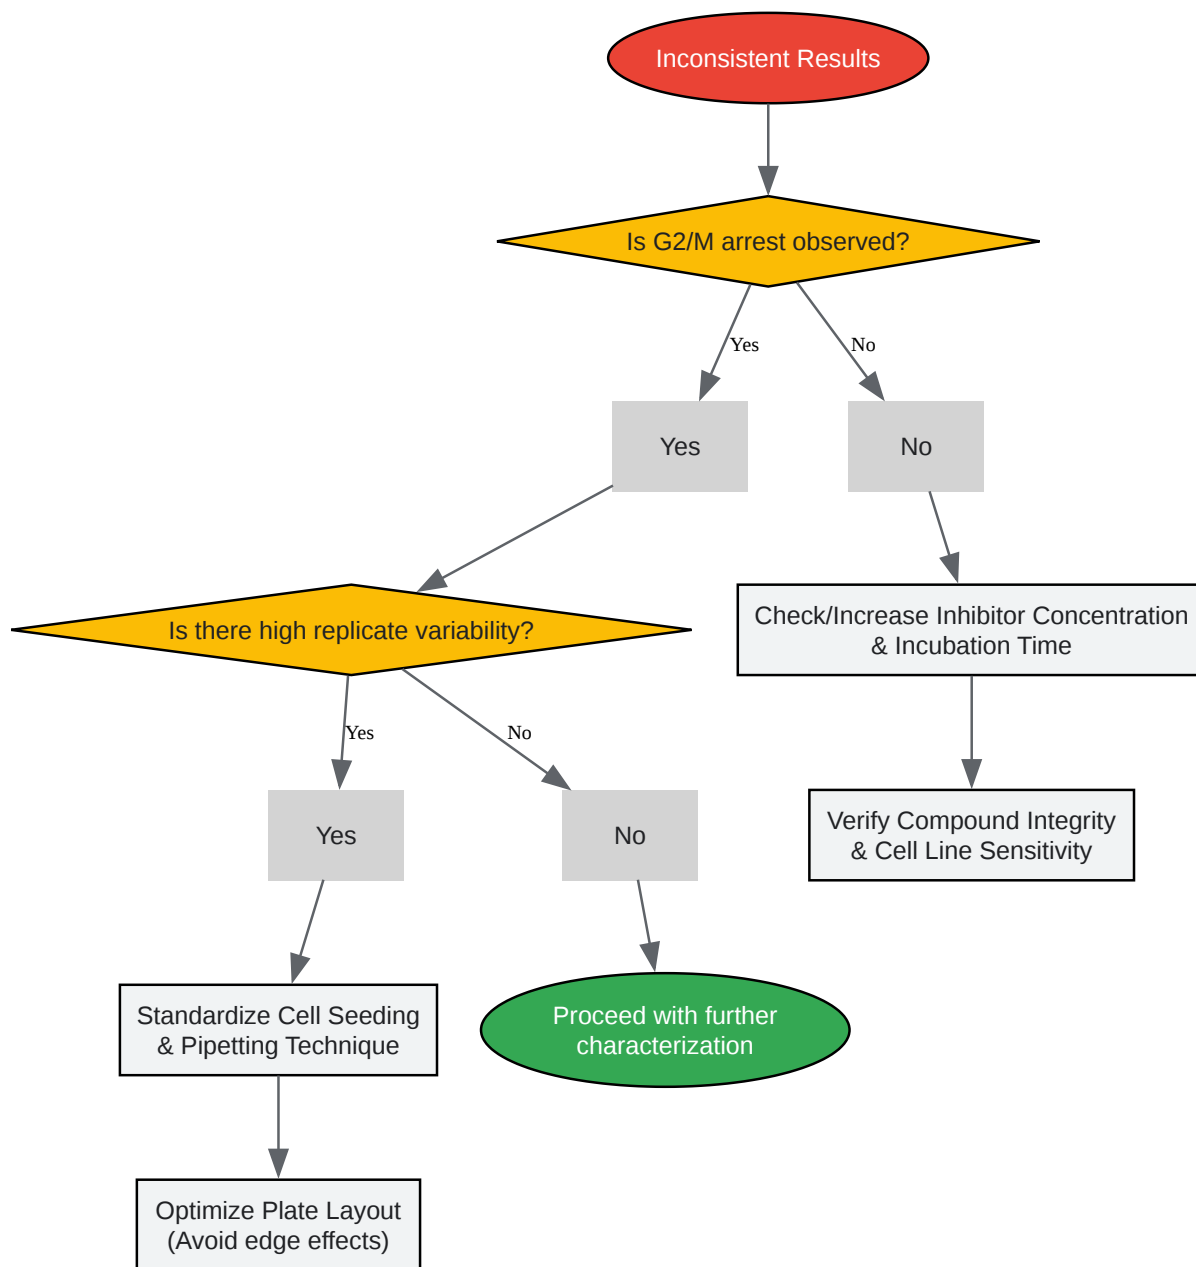 Inconsistent Results
Is G2/M arrest observed?
Yes
No
Yes
No
Is there high replicate variability?
Check/Increase Inhibitor Concentration
& Incubation Time
Yes
No
Yes
No
Verify Compound Integrity
& Cell Line Sensitivity
Standardize Cell Seeding
& Pipetting Technique
Proceed with further
characterization
Optimize Plate Layout
(Avoid edge effects)